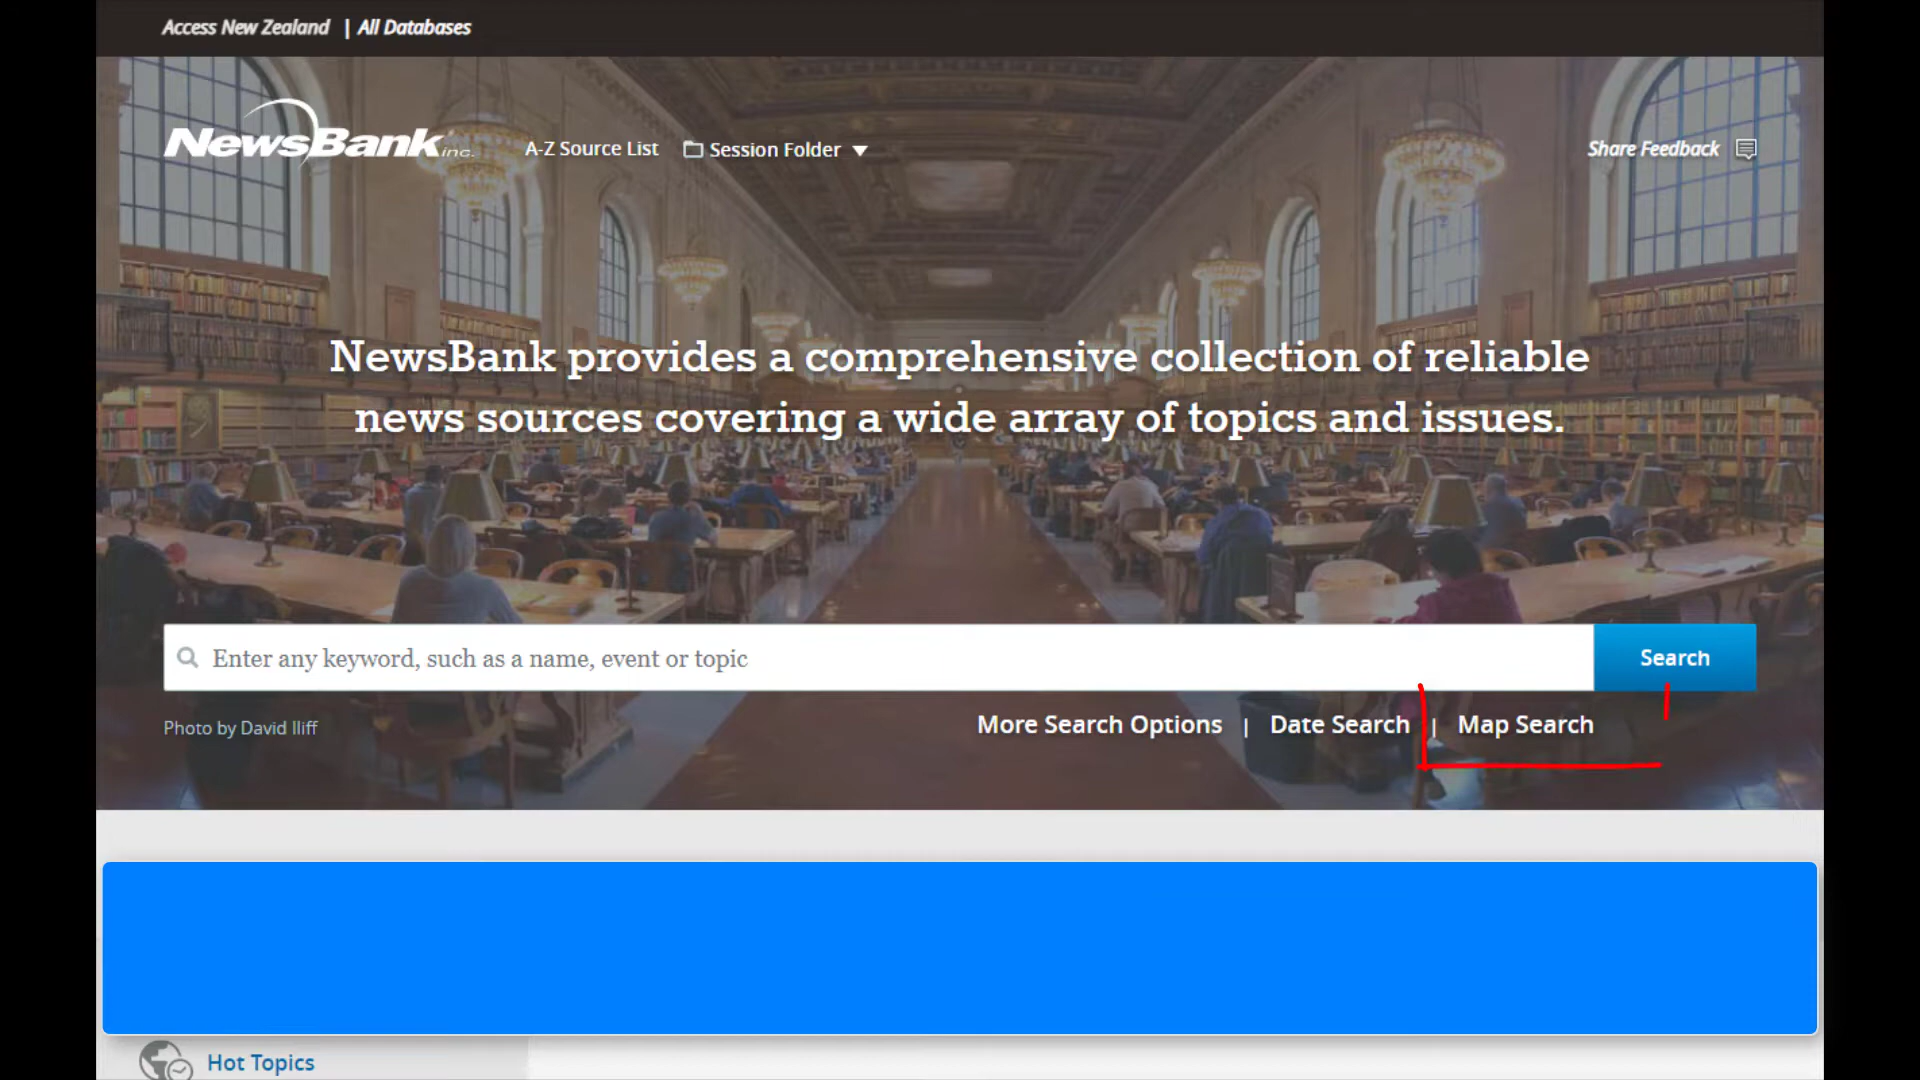 Access New Zealand | All Databases
NewsBank inc.
A-Z Source List
Session Folder
Share Feedback
NewsBank provides a comprehensive collection of reliable
news sources covering a wide array of topics and issues.
Enter any keyword, such as a name, event or topic
Search
Photo by David Iliff
More Search Options | Date Search | Map Search
Hot Topics